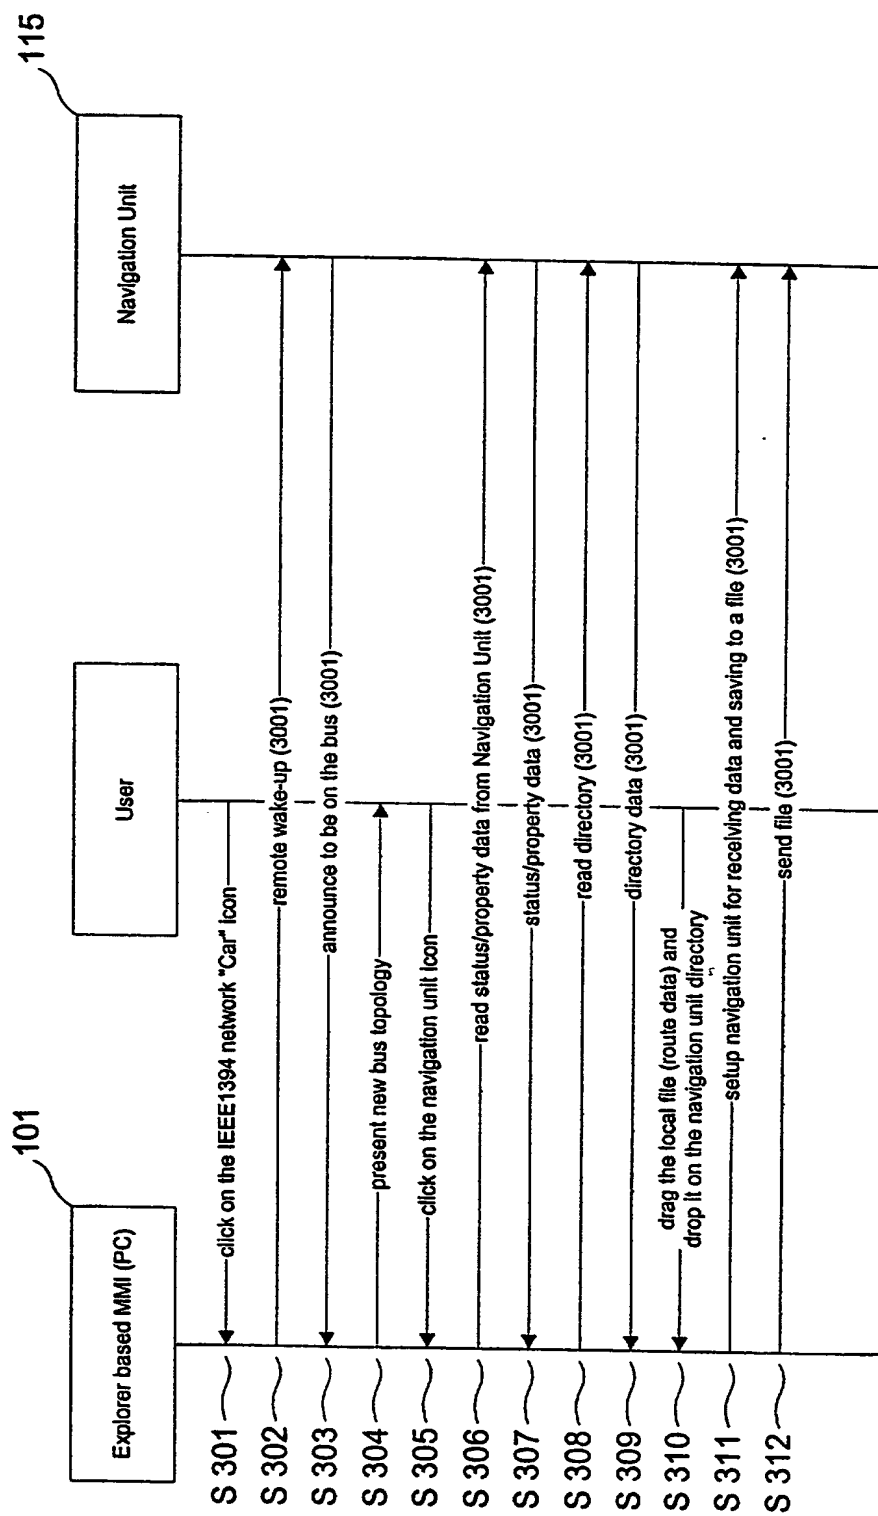 101
115
Explorer based MMI (PC)
User
Navigation Unit
S 301
click on the IEEE1394 network "Car" icon
S 302
remote wake-up (3001)
S 303
announce to be on the bus (3001)
S 304
present new bus topology
S 305
click on the navigation unit icon
S 306
read status/property data from Navigation Unit (3001)
S 307
status/property data (3001)
S 308
read directory (3001)
S 309
directory data (3001)
S 310
drag the local file (route data) and
drop it on the navigation unit directory
S 311
setup navigation unit for receiving data and saving to a file (3001)
S 312
send file (3001)